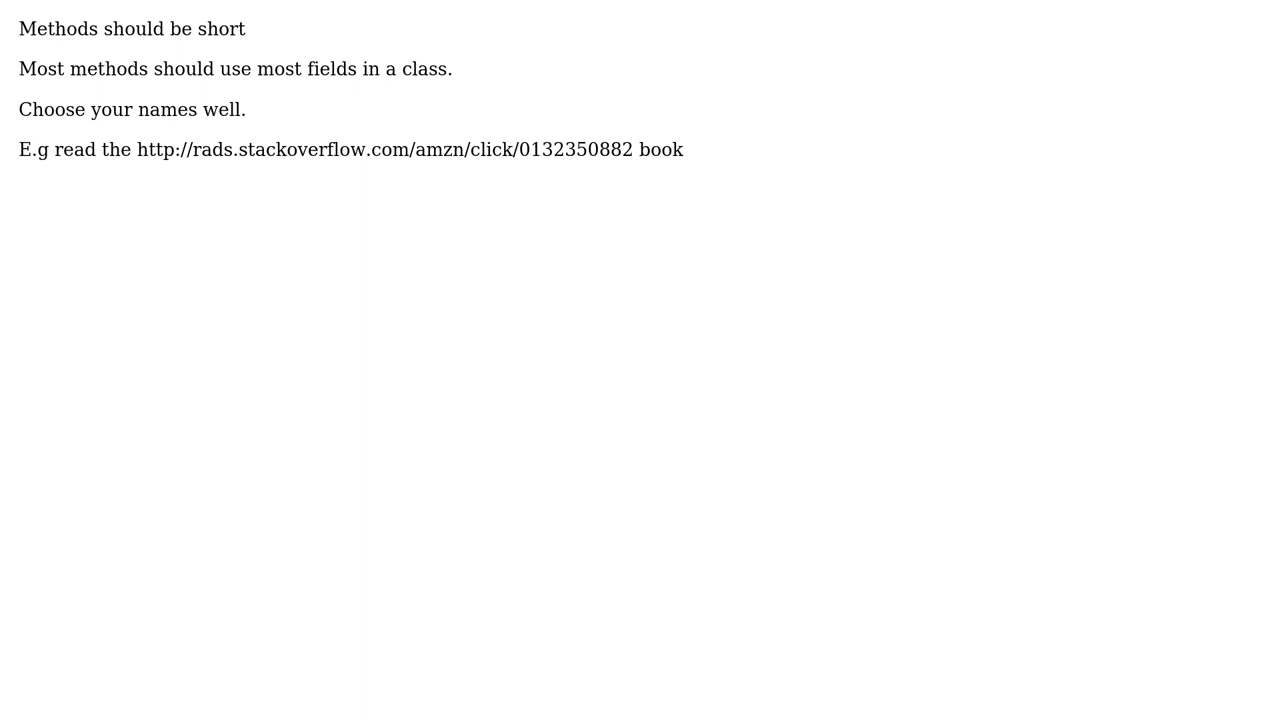 Methods should be short
Most methods should use most fields in a class.
Choose your names well.
E.g read the http://rads.stackoverflow.com/amzn/click/0132350882 book